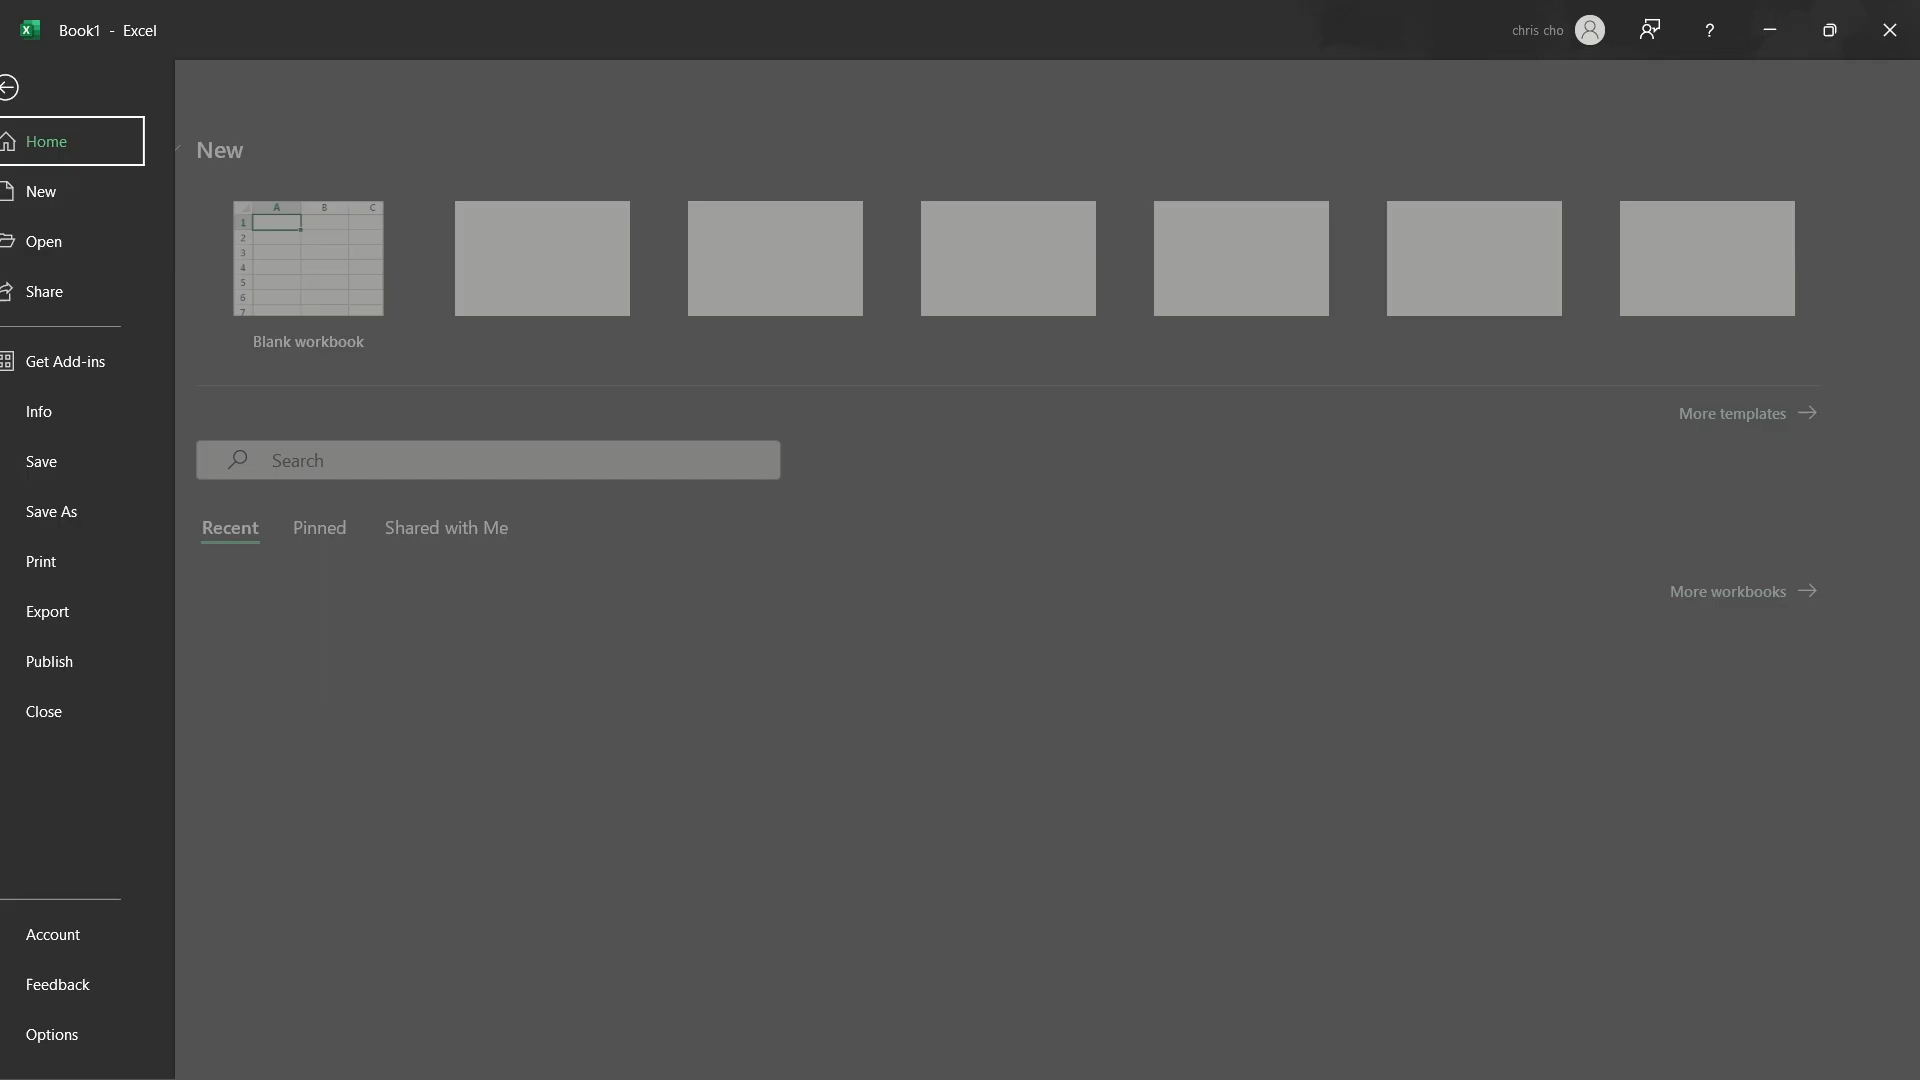 Book1 - Excel
chris cho
Home
New
Open
Share
Get Add-ins
Info
Save
Save As
Print
Export
Publish
Close
Account
Feedback
Options
New
A B C
1
2
3
4
5
6
7
Blank workbook
More templates
Search
Recent Pinned Shared with Me
More workbooks